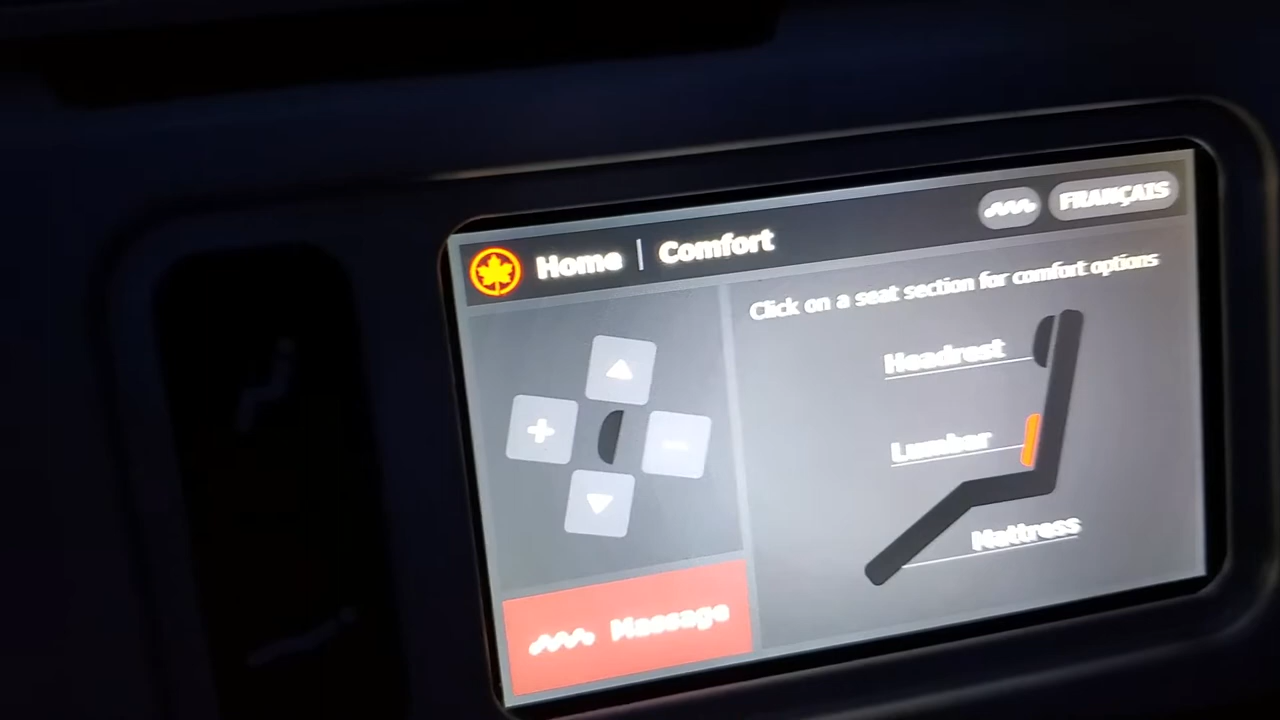 Home | Comfort
FRANÇAIS
Click on a seat section for comfort options
Headrest
Lumbar
Mattress
Massage